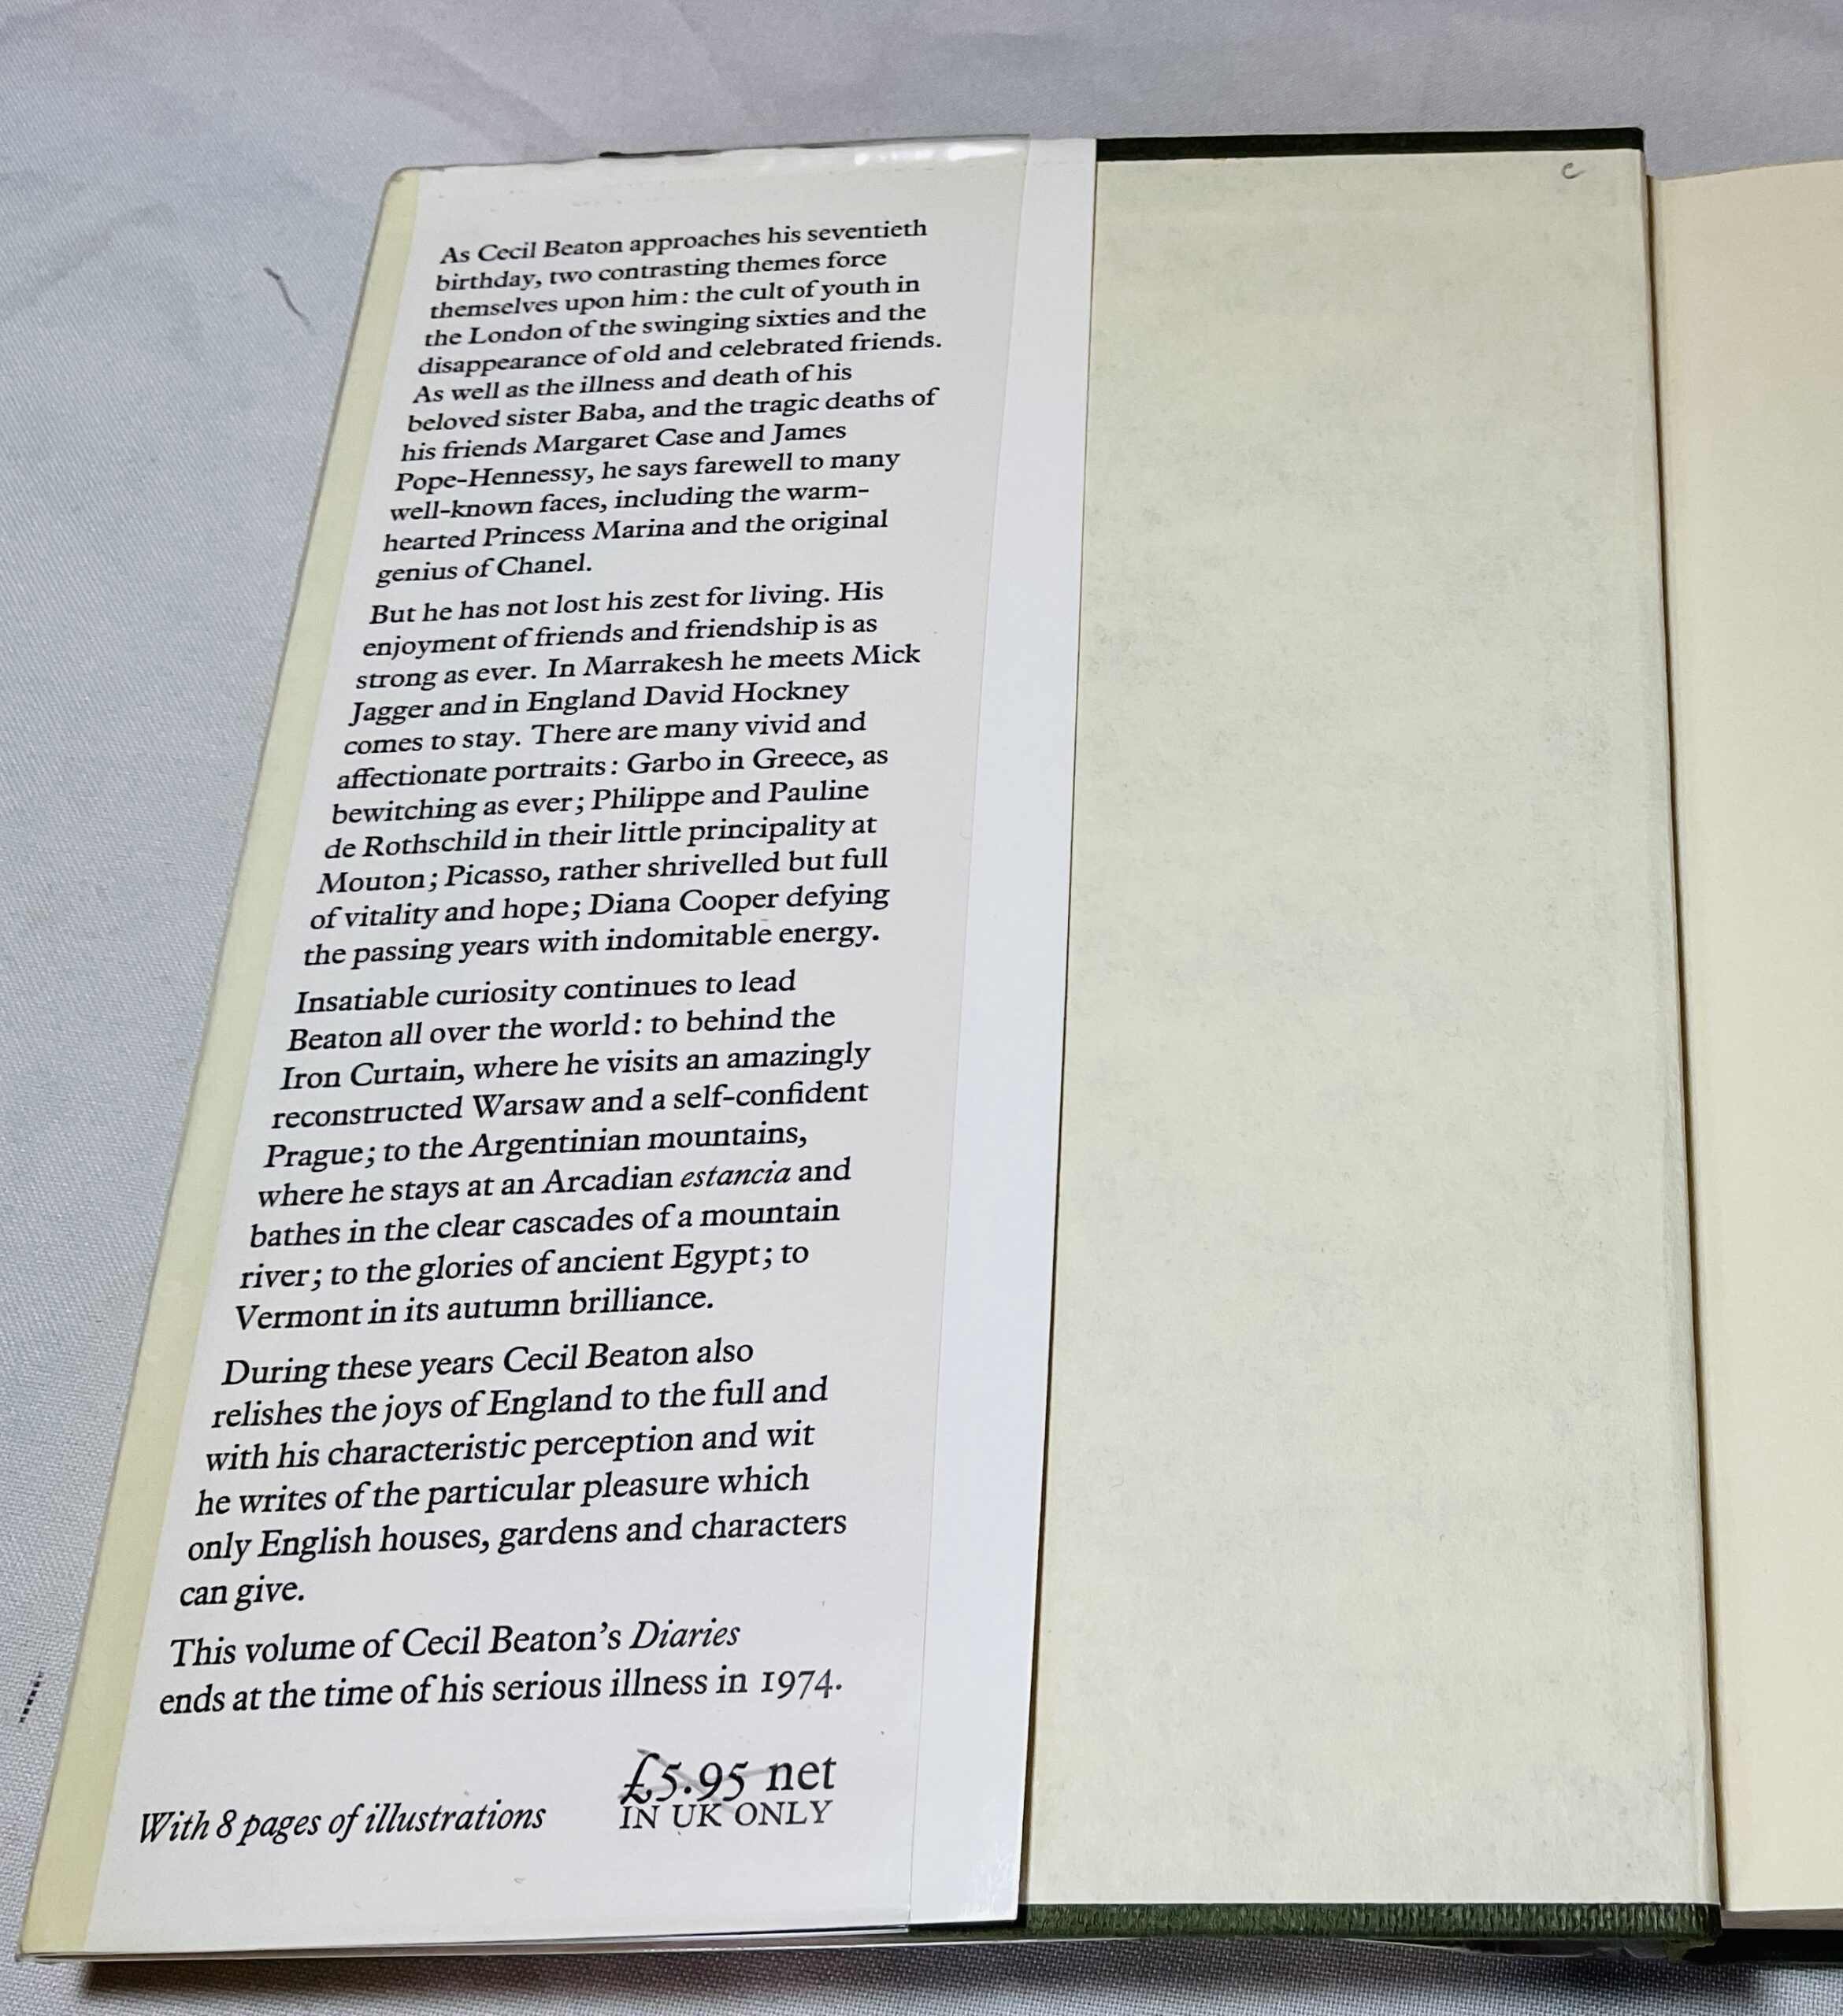 As Cecil Beaton approaches his seventieth
birthday, two contrasting themes force
themselves upon him: the cult of youth in
the London of the swinging sixties and the
disappearance of old and celebrated friends.
As well as the illness and death of his
beloved sister Baba, and the tragic deaths of
his friends Margaret Case and James
Pope-Hennessy, he says farewell to many
well-known faces, including the warm-
hearted Princess Marina and the original
genius of Chanel.
But he has not lost his zest for living. His
enjoyment of friends and friendship is as
strong as ever. In Marrakesh he meets Mick
Jagger and in England David Hockney
comes to stay. There are many vivid and
affectionate portraits: Garbo in Greece, as
bewitching as ever; Philippe and Pauline
de Rothschild in their little principality at
Mouton; Picasso, rather shrivelled but full
of vitality and hope; Diana Cooper defying
the passing years with indomitable energy.
Insatiable curiosity continues to lead
Beaton all over the world: to behind the
Iron Curtain, where he visits an amazingly
reconstructed Warsaw and a self-confident
Prague; to the Argentinian mountains,
where he stays at an Arcadian estancia and
bathes in the clear cascades of a mountain
river; to the glories of ancient Egypt; to
Vermont in its autumn brilliance.
During these years Cecil Beaton also
relishes the joys of England to the full and
with his characteristic perception and wit
he writes of the particular pleasure which
only English houses, gardens and characters
can give.
This volume of Cecil Beaton's Diaries
ends at the time of his serious illness in 1974.
£5.95 net
IN UK ONLY
With 8 pages of illustrations
c